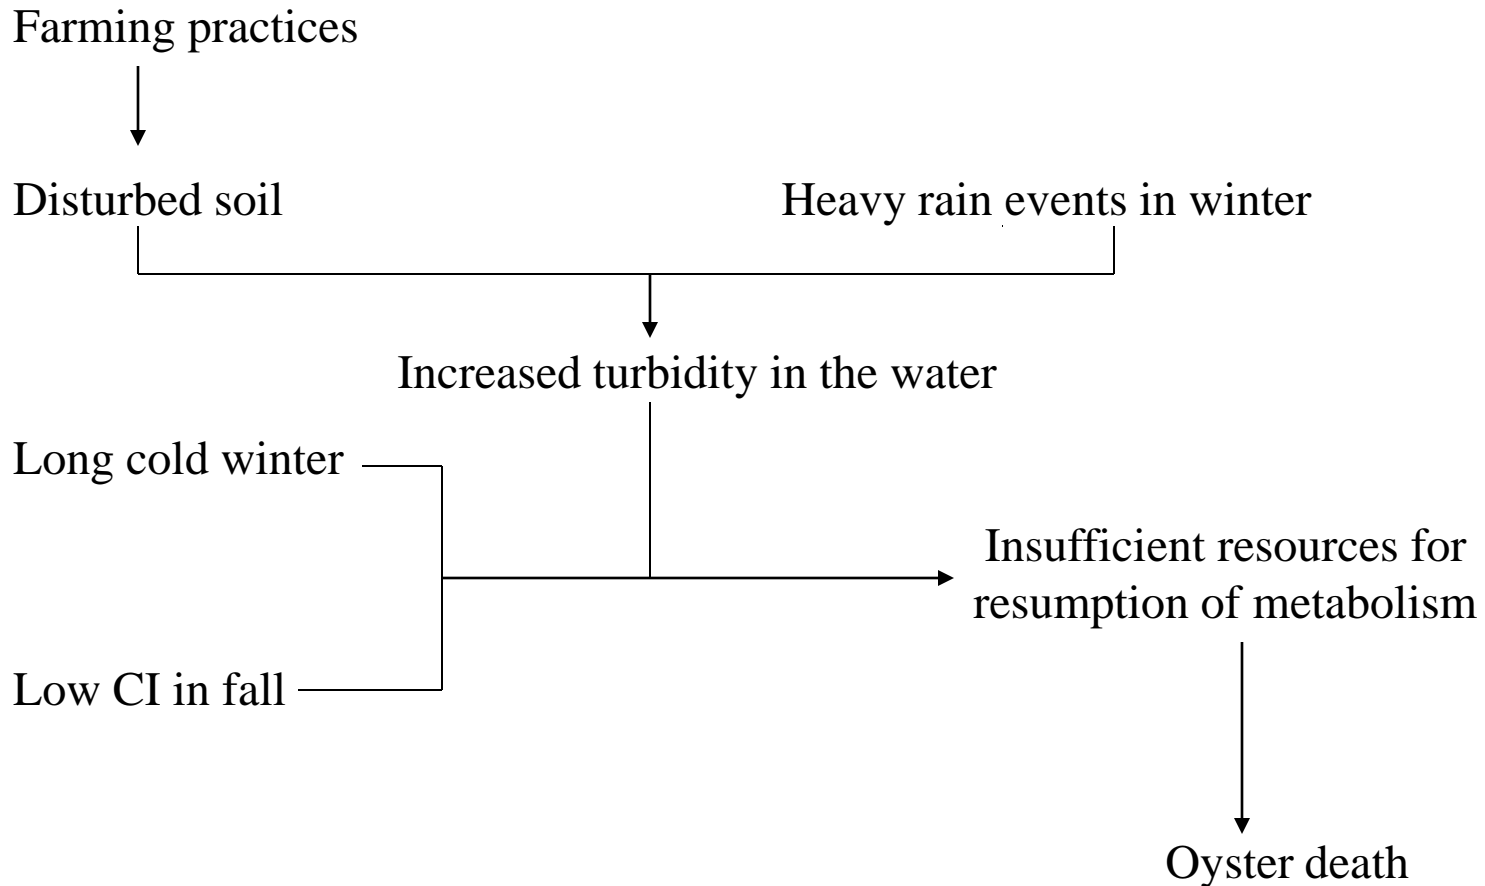 Farming practices
Disturbed soil
Heavy rain events in winter
Increased turbidity in the water
Long cold winter
Insufficient resources for
resumption of metabolism
Low CI in fall
Oyster death